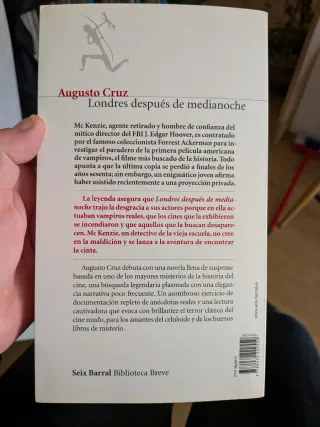 Augusto Cruz
Londres después de medianoche
Mc Kenzie, agente retirado y hombre de confianza del
mítico director del FBI J. Edgar Hoover, es contratado
por el famoso coleccionista Forrest Ackerman para in-
vestigar el paradero de la primera película americana
de vampiros, el filme más buscado de la historia. Todo
apunta a que la última copia se perdió a finales de los
años sesenta; sin embargo, un enigmático joven afirma
haber asistido recientemente a una proyección privada.
La leyenda asegura que Londres después de media-
noche trajo la desgracia a sus actores porque en ella ac-
tuaban vampiros reales, que los cines que la exhibieron
se incendiaron y que aquellos que la buscan desapare-
cen. Mc Kenzie, un detective de la vieja escuela, no cree
en la maldición y se lanza a la aventura de encontrar
la cinta.
Augusto Cruz debuta con una novela llena de suspense
basada en uno de los mayores misterios de la historia del
cine, una búsqueda legendaria plasmada con una elegan-
cia narrativa poco frecuente. Un asombroso ejercicio de
documentación repleto de anécdotas reales y una lectura
cautivadora que evoca con brillantez el terror clásico del
cine mudo, para los amantes del celuloide y de los buenos
libros de misterio.
Seix Barral Biblioteca Breve